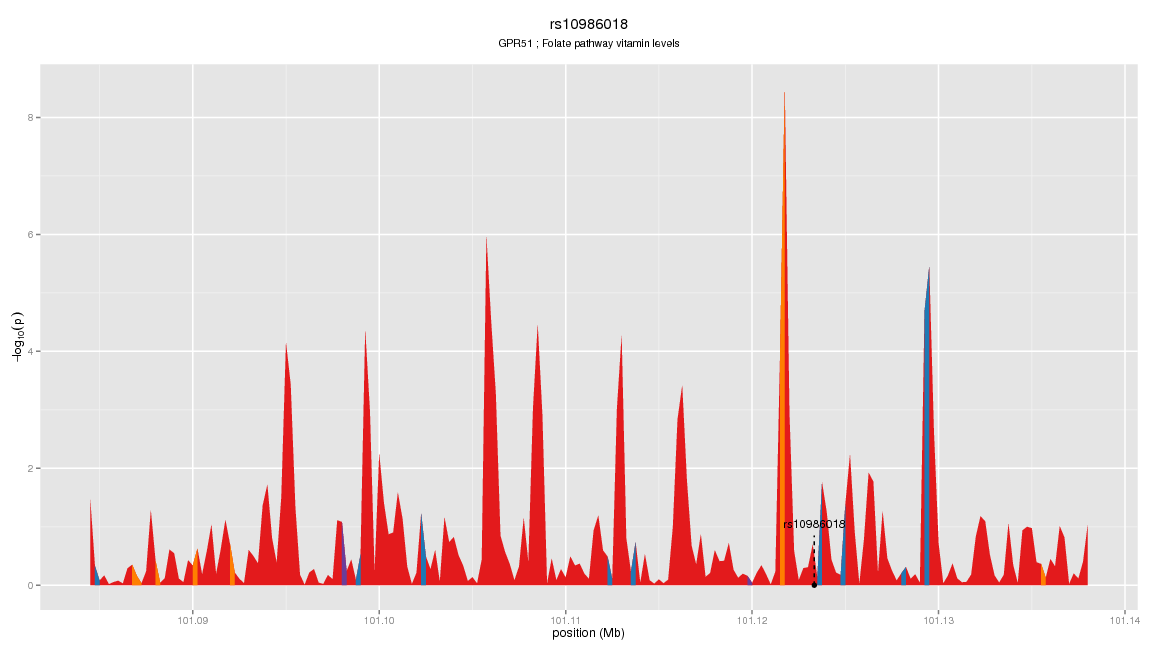 rs10986018
GPR51 ; Folate pathway vitamin levels
−log10(p)
8
6
4
2
0
rs10986018
101.09
101.10
101.11
101.12
101.13
101.14
position (Mb)